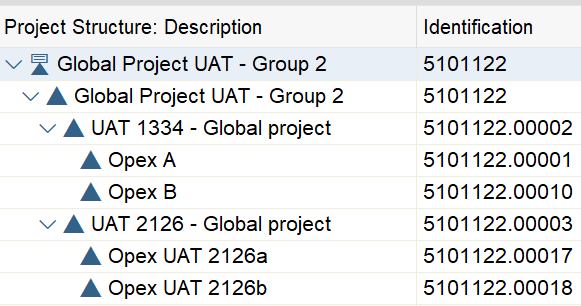 Project Structure: Description Identification
Global Project UAT - Group 2 5101122
Global Project UAT - Group 2 5101122
UAT 1334 - Global project 5101122.00002
Opex A 5101122.00001
Opex B 5101122.00010
UAT 2126 - Global project 5101122.00003
Opex UAT 2126a 5101122.00017
Opex UAT 2126b 5101122.00018